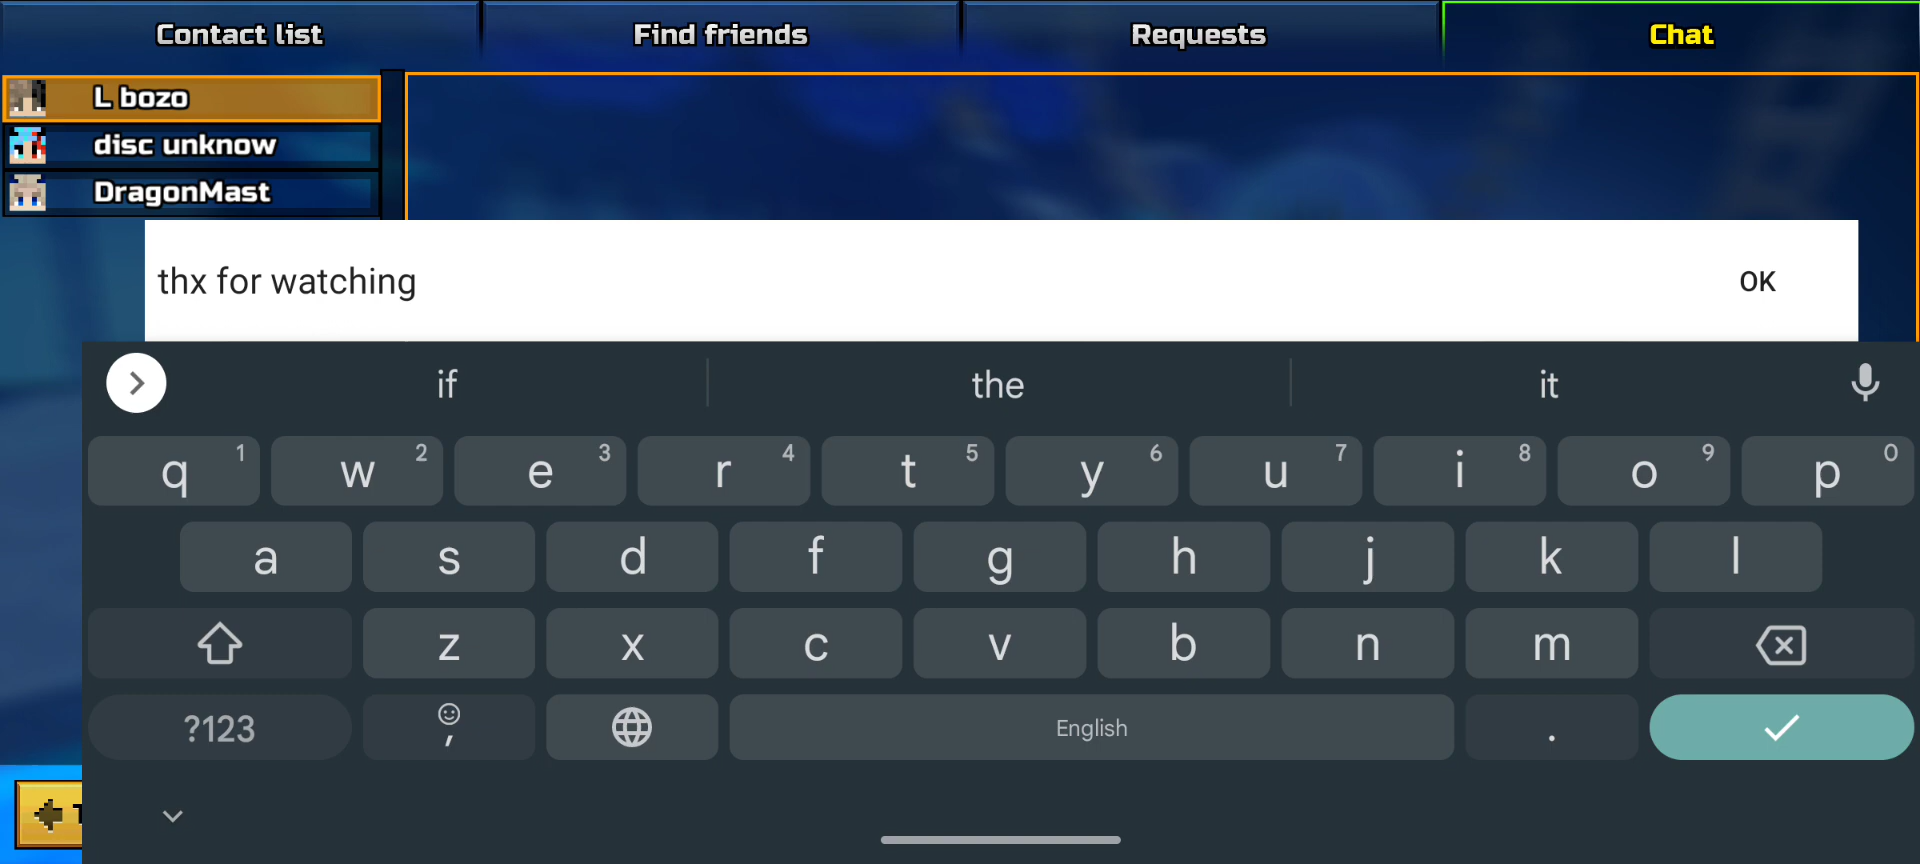 Contact list Find friends Requests Chat
L bozo
disc unknow
DragonMast
thx for watching OK
if the it
q 1 w 2 e 3 r 4 t 5 y 6 u 7 i 8 o 9 p 0
a s d f g h j k l
z x c v b n m
?123 , English .